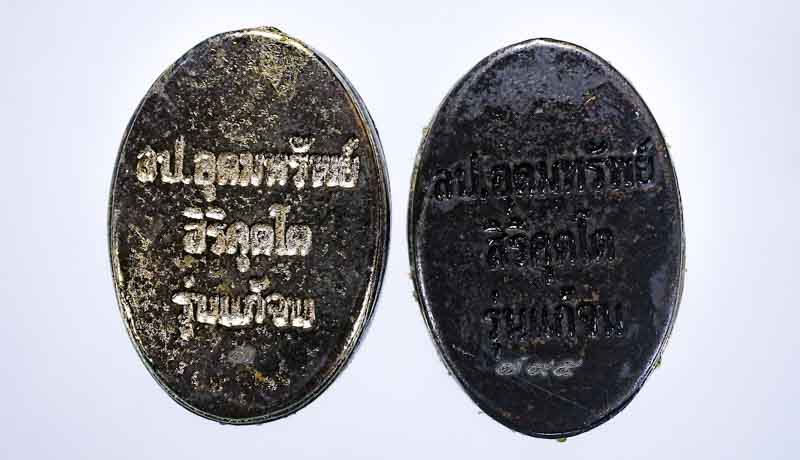 ลป.อุดมทรัพย์
สิริคุตโต
รุ่นแก้จน
ลป.อุดมทรัพย์
สิริคุตโต
รุ่นแก้จน
๗๙๕